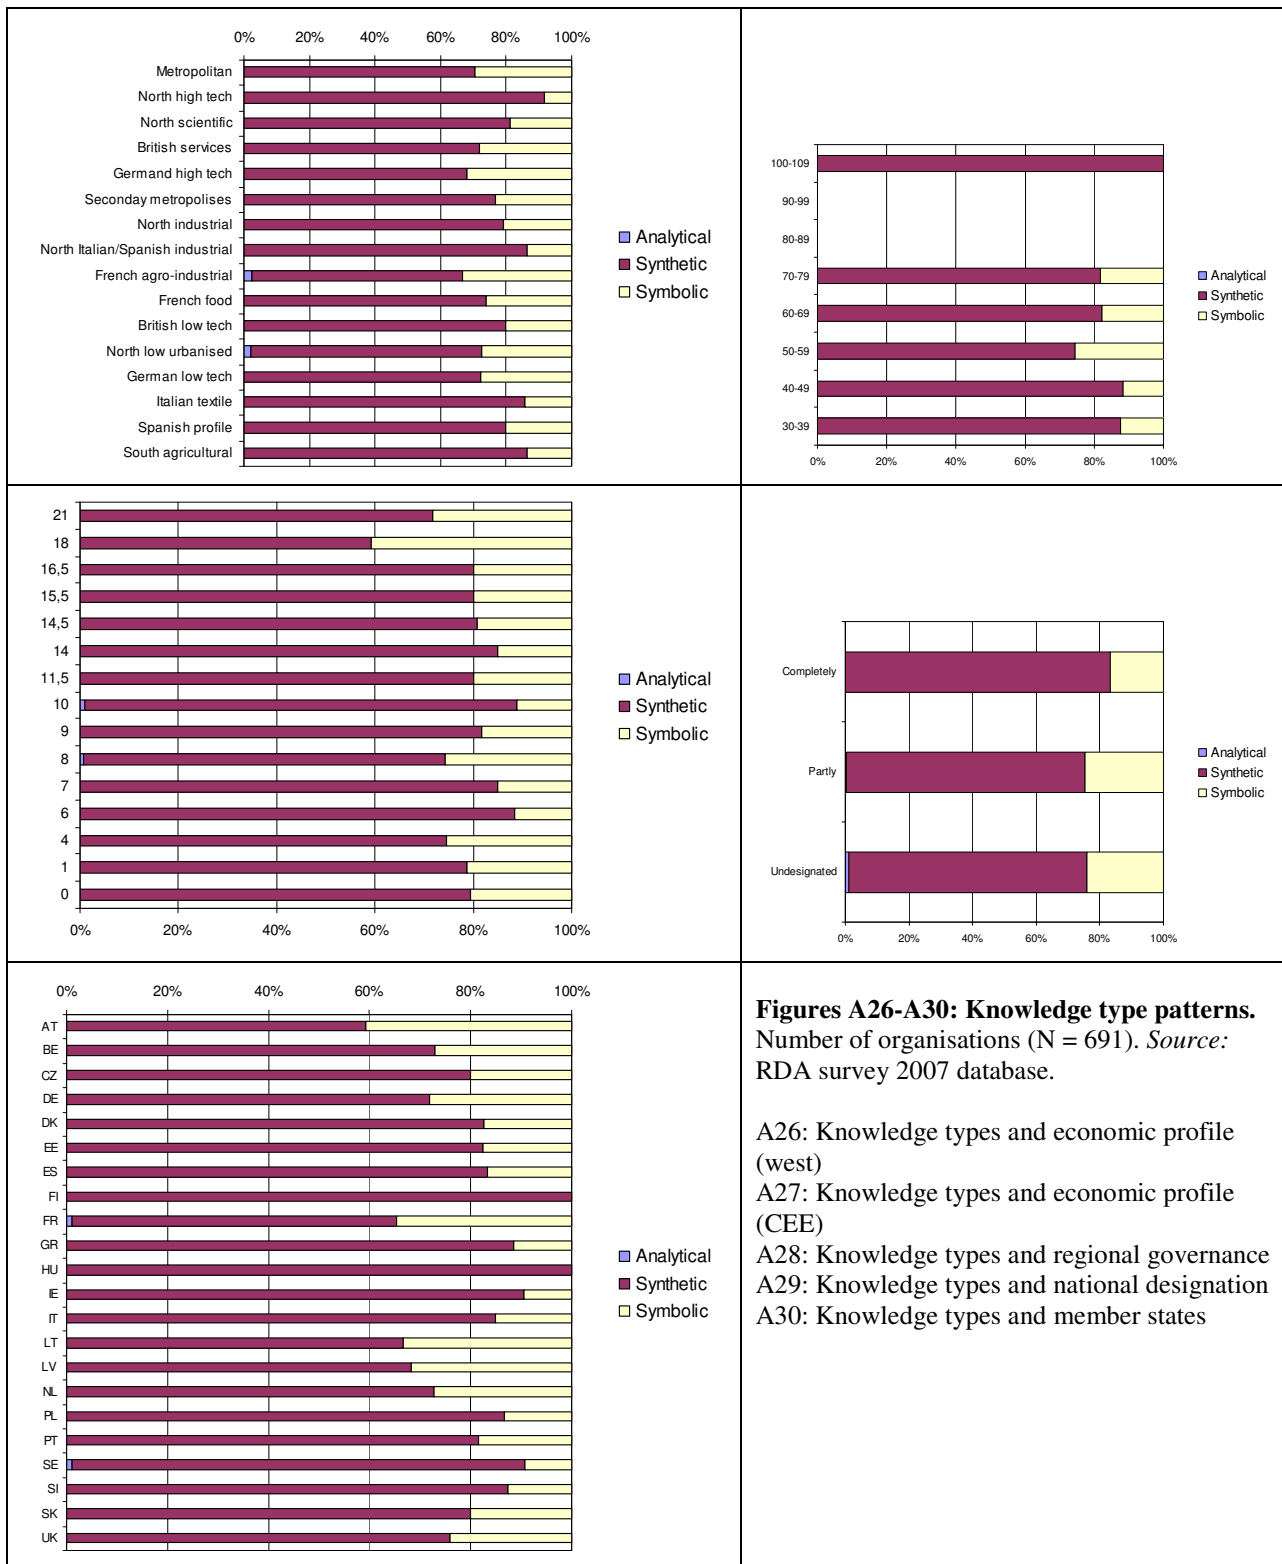 0% 20% 40% 60% 80% 100%
Metropolitan
North high tech
North scientific
British services
Germand high tech
Seconday metropolises
North industrial
North Italian/Spanish industrial
French agro-industrial
French food
British low tech
North low urbanised
German low tech
Italian textile
Spanish profile
South agricultural
Analytical
Synthetic
Symbolic
100-109
90-99
80-89
70-79
60-69
50-59
40-49
30-39
0% 20% 40% 60% 80% 100%
Analytical
Synthetic
Symbolic
21
18
16,5
15,5
14,5
14
11,5
10
9
8
7
6
4
1
0
0% 20% 40% 60% 80% 100%
Analytical
Synthetic
Symbolic
Completely
Partly
Undesignated
0% 20% 40% 60% 80% 100%
Analytical
Synthetic
Symbolic
0% 20% 40% 60% 80% 100%
AT
BE
CZ
DE
DK
EE
ES
FI
FR
GR
HU
IE
IT
LT
LV
NL
PL
PT
SE
SI
SK
UK
Analytical
Synthetic
Symbolic
Figures A26-A30: Knowledge type patterns.
Number of organisations (N = 691). Source:
RDA survey 2007 database.
A26: Knowledge types and economic profile
(west)
A27: Knowledge types and economic profile
(CEE)
A28: Knowledge types and regional governance
A29: Knowledge types and national designation
A30: Knowledge types and member states